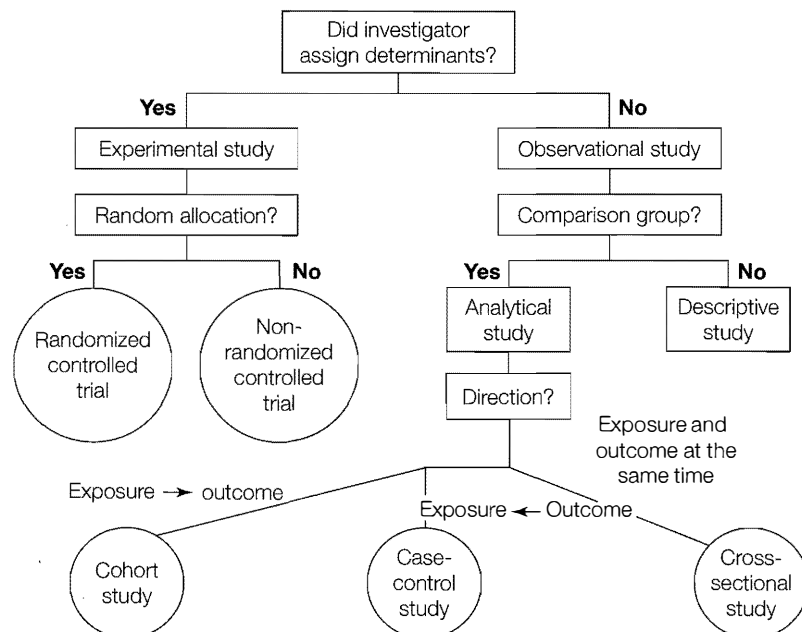 Did investigator
assign determinants?
Yes
No
Experimental study
Observational study
Random allocation?
Comparison group?
Yes
No
Yes
No
Randomized
controlled
trial
Non-
randomized
controlled
trial
Analytical
study
Descriptive
study
Direction?
Exposure and
outcome at the
same time
Exposure → outcome
Exposure ← Outcome
Cohort
study
Case-
control
study
Cross-
sectional
study